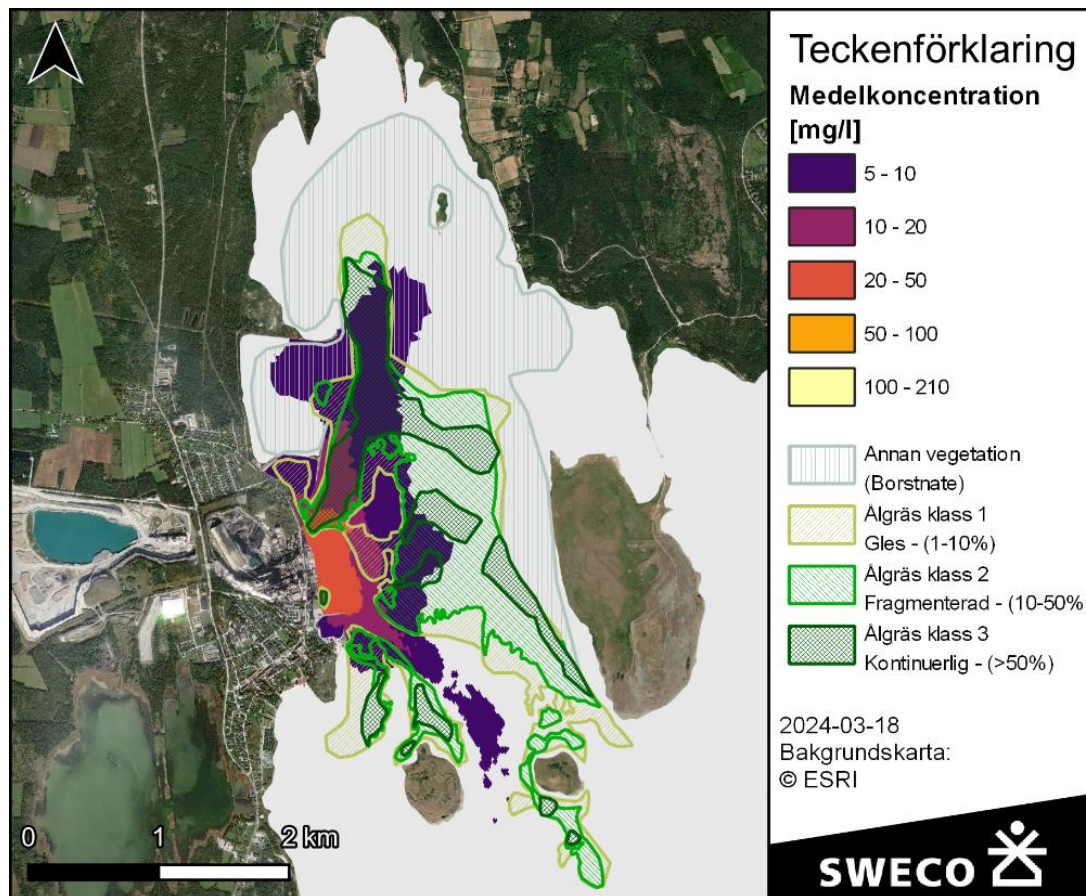 Teckenförklaring
Medelkoncentration
[mg/l]
5 - 10
10 - 20
20 - 50
50 - 100
100 - 210
Annan vegetation
(Borstnate)
Ålgräs klass 1
Gles - (1-10%)
Ålgräs klass 2
Fragmenterad - (10-50%
Ålgräs klass 3
Kontinuerlig - (>50%)
2024-03-18
Bakgrundskarta:
© ESRI
0 1 2 km
SWECO